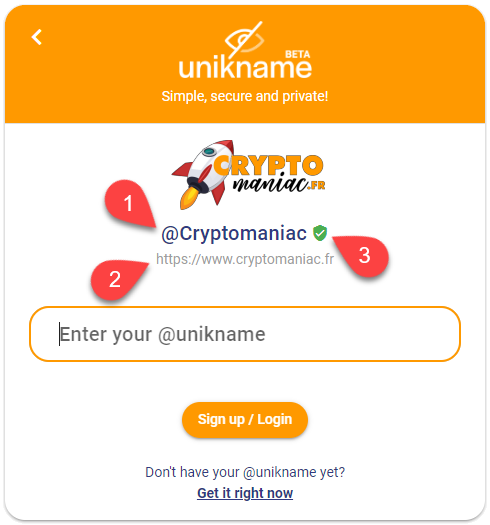 BETA
unikname
Simple, secure and private!
CRYPTO
maniac.FR
1
@Cryptomaniac
2
https://www.cryptomaniac.fr
3
Enter your @unikname
Sign up / Login
Don't have your @unikname yet?
Get it right now